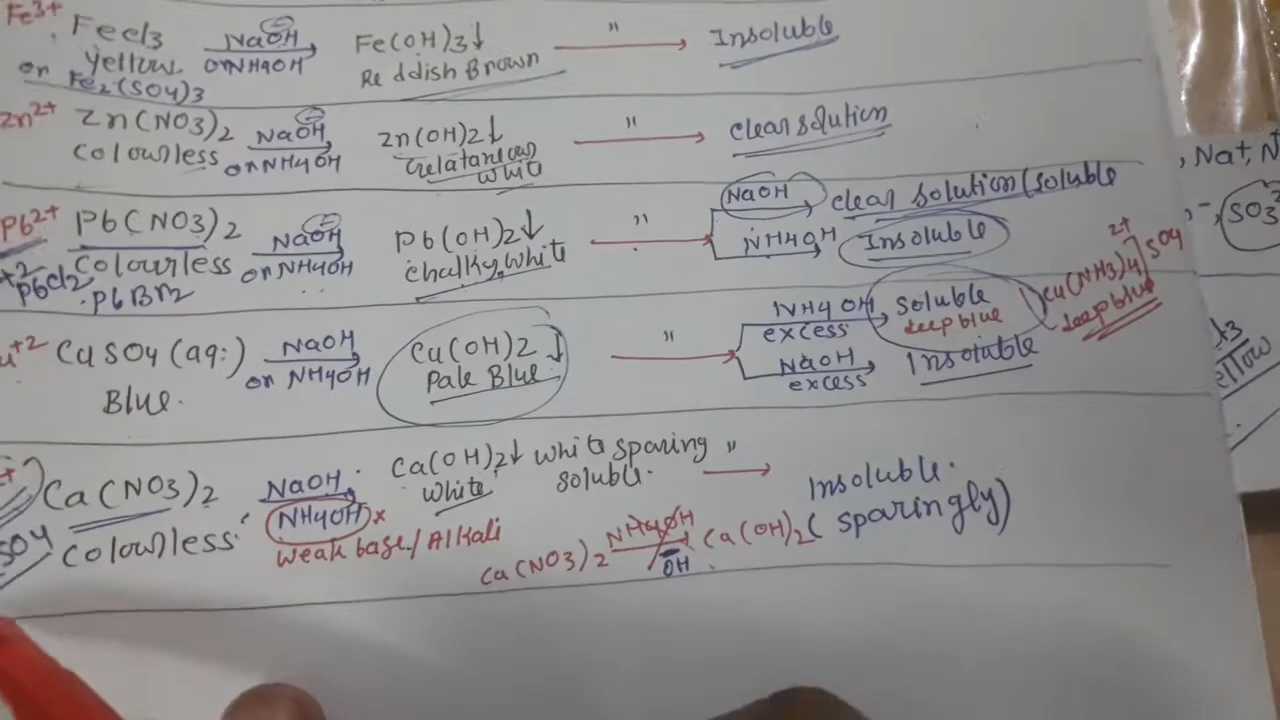 Fe3+
FeCl3 NaOH Fe(OH)3↓ " Insoluble
Yellow or NH4OH Reddish Brown
or Fe2(SO4)3
Zn2+ Zn(NO3)2 NaOH Zn(OH)2↓ " clear solution
Colourless or NH4OH Gelataneous
white
Pb2+ Pb(NO3)2 NaOH Pb(OH)2↓ " NaOH clear solution (soluble
Colourless or NH4OH chalky white NH4OH Insoluble
PbCl2
PbBr2
+2 CuSO4 (aq:) NaOH Cu(OH)2↓ " NH4OH soluble Cu(NH3)4]2+ SO4
Blue. or NH4OH Pale Blue excess deep blue deep blue
NaOH Insoluble
excess
Ca(NO3)2 NaOH Ca(OH)2↓ white sparing " Insoluble.
Colourless NH4OH x white soluble. (sparingly)
SO4 weak base/Alkali
Ca(NO3)2 NH4OH Ca(OH)2
OH
, Na+, N
SO3
ellow